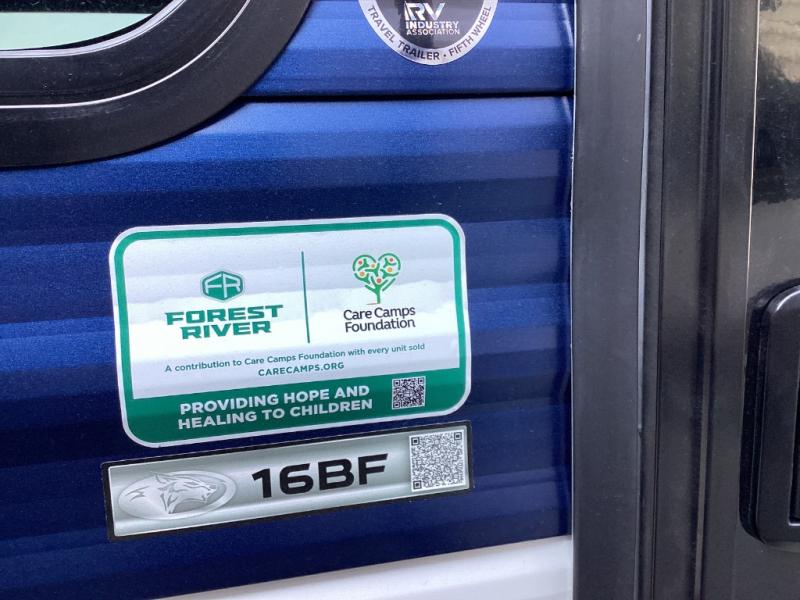 RV
INDUSTRY
ASSOCIATION
TRAVEL TRAILER • FIFTH WHEEL
FR
FOREST
RIVER
Care Camps
Foundation
A contribution to Care Camps Foundation with every unit sold
CARECAMPS.ORG
PROVIDING HOPE AND
HEALING TO CHILDREN
16BF